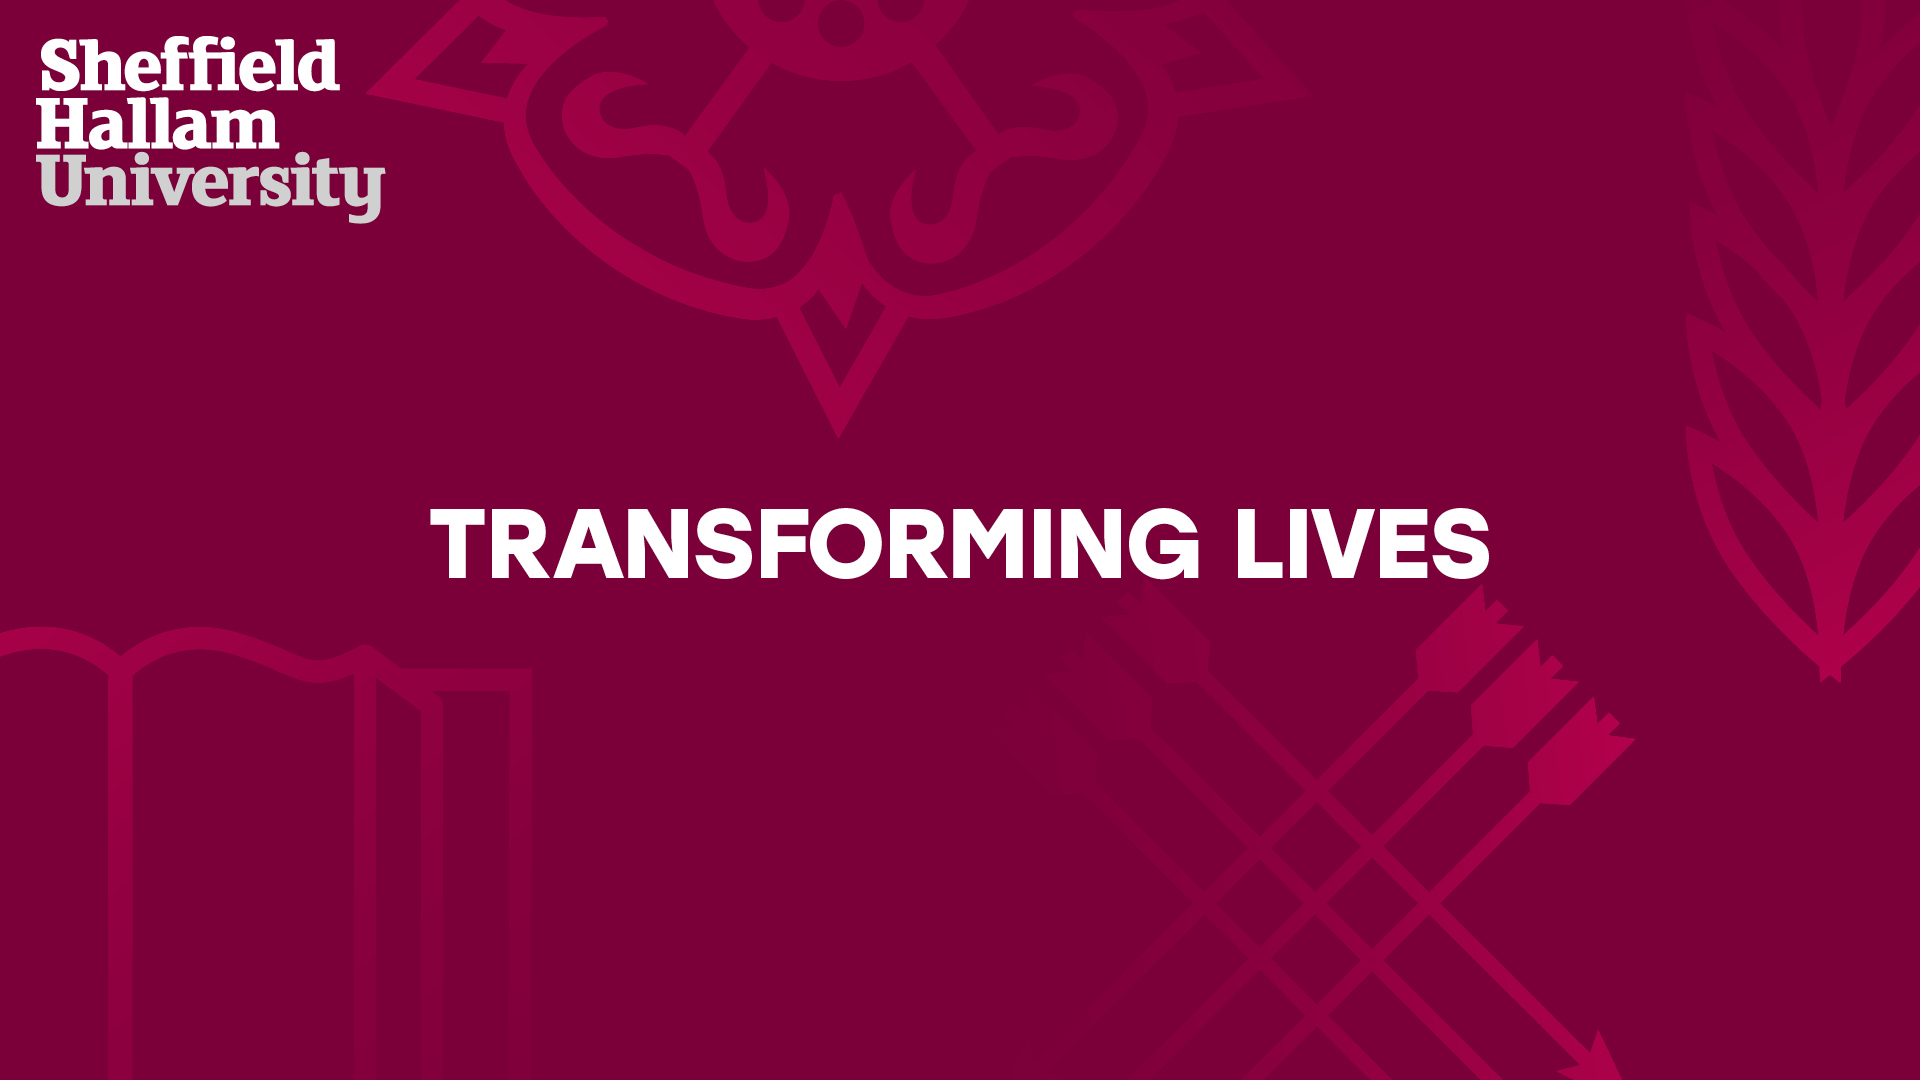 Sheffield
Hallam
University
TRANSFORMING LIVES